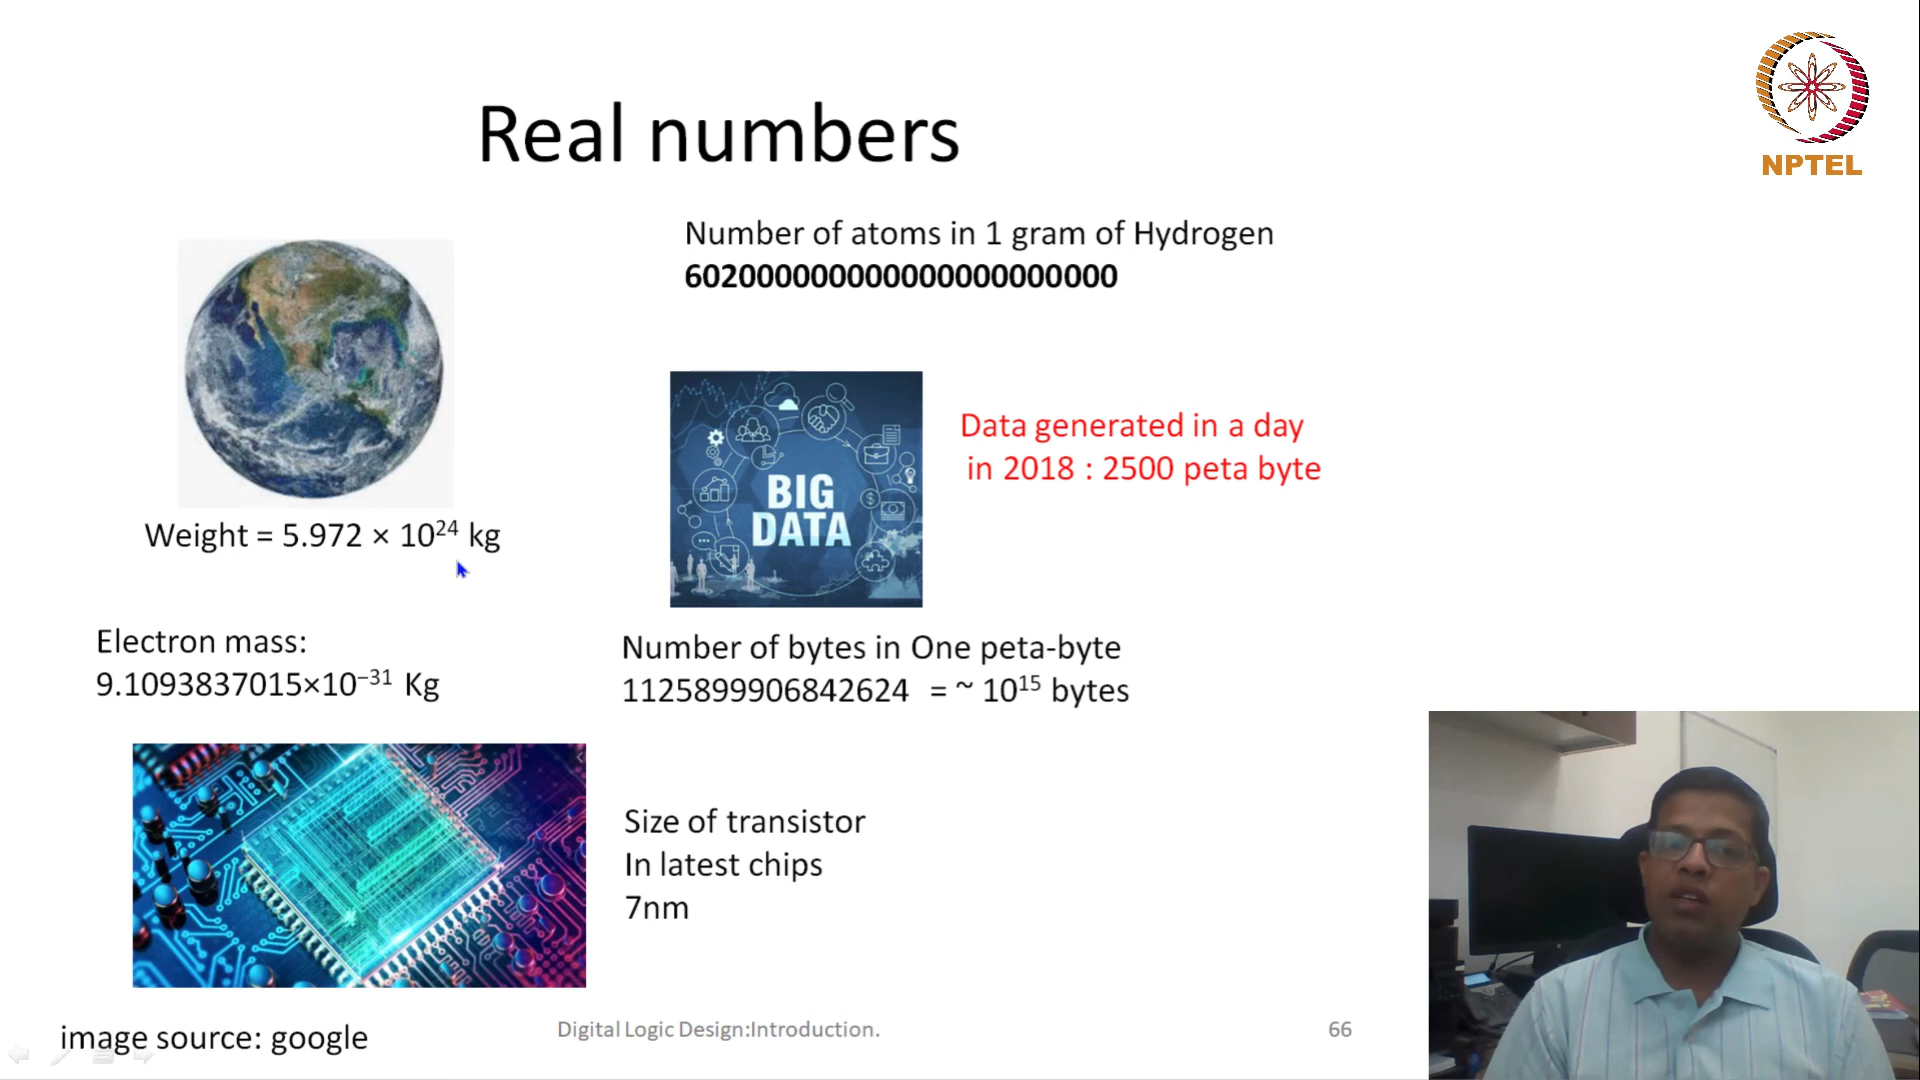 Real numbers
NPTEL
Number of atoms in 1 gram of Hydrogen
602000000000000000000000
Data generated in a day
in 2018 : 2500 peta byte
BIG
DATA
Weight = 5.972 × 10²⁴ kg
Electron mass:
9.1093837015×10⁻³¹ Kg
Number of bytes in One peta-byte
1125899906842624 = ~ 10¹⁵ bytes
Size of transistor
In latest chips
7nm
image source: google
Digital Logic Design:Introduction.
66